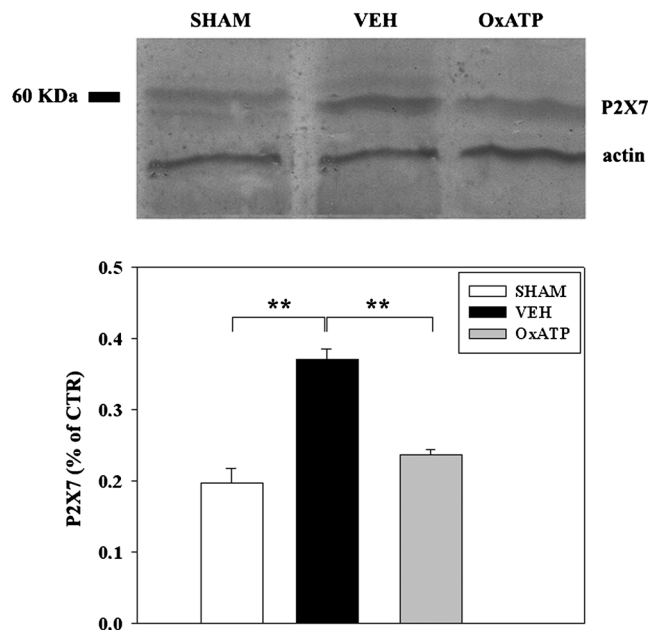 SHAM VEH OxATP
60 KDa
P2X7
actin
0.5
0.4
0.3
0.2
0.1
0.0
P2X7 (% of CTR)
** **
SHAM
VEH
OxATP